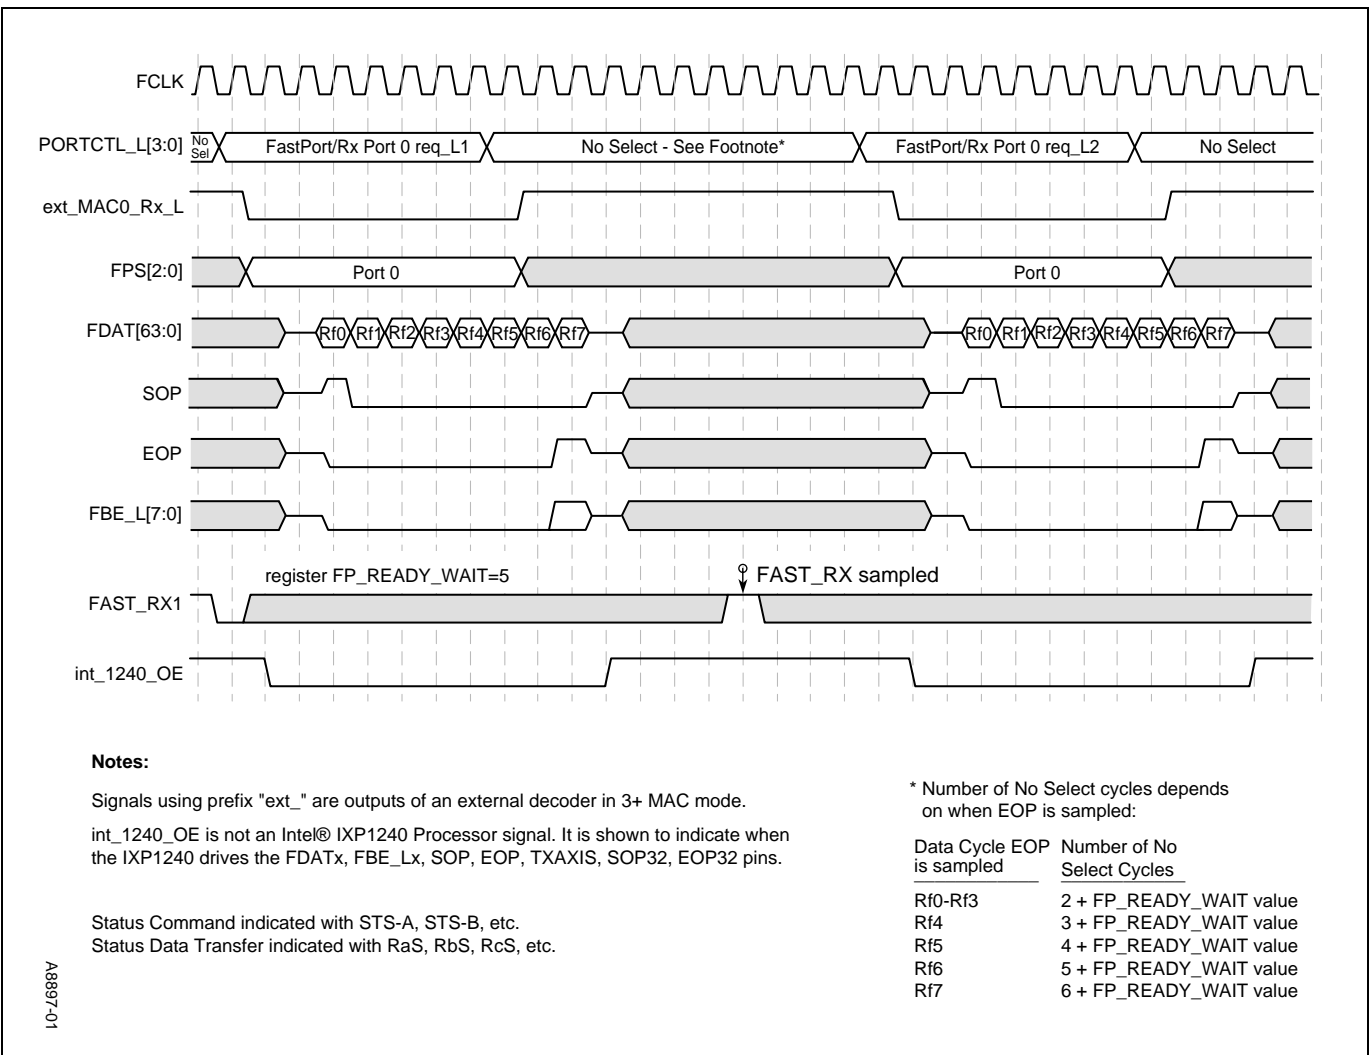 FCLK
PORTCTL_L[3:0]
No Sel
FastPort/Rx Port 0 req_L1
No Select - See Footnote*
FastPort/Rx Port 0 req_L2
No Select
ext_MAC0_Rx_L
FPS[2:0]
Port 0
Port 0
FDAT[63:0]
Rf0 Rf1 Rf2 Rf3 Rf4 Rf5 Rf6 Rf7
Rf0 Rf1 Rf2 Rf3 Rf4 Rf5 Rf6 Rf7
SOP
EOP
FBE_L[7:0]
register FP_READY_WAIT=5
FAST_RX sampled
FAST_RX1
int_1240_OE
Notes:
Signals using prefix "ext_" are outputs of an external decoder in 3+ MAC mode.
int_1240_OE is not an Intel® IXP1240 Processor signal. It is shown to indicate when
the IXP1240 drives the FDATx, FBE_Lx, SOP, EOP, TXAXIS, SOP32, EOP32 pins.
Status Command indicated with STS-A, STS-B, etc.
Status Data Transfer indicated with RaS, RbS, RcS, etc.
* Number of No Select cycles depends
on when EOP is sampled:
Data Cycle EOP Number of No
is sampled Select Cycles
Rf0-Rf3 2 + FP_READY_WAIT value
Rf4 3 + FP_READY_WAIT value
Rf5 4 + FP_READY_WAIT value
Rf6 5 + FP_READY_WAIT value
Rf7 6 + FP_READY_WAIT value
A8897-01